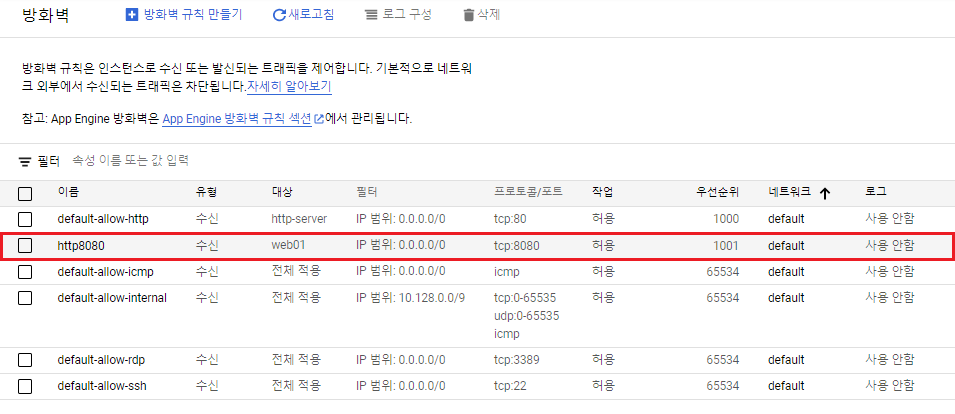 방화벽 방화벽 규칙 만들기 새로고침 로그 구성 삭제
방화벽 규칙은 인스턴스로 수신 또는 발신되는 트래픽을 제어합니다. 기본적으로 네트워
크 외부에서 수신되는 트래픽은 차단됩니다.자세히 알아보기
참고: App Engine 방화벽은 App Engine 방화벽 규칙 섹션에서 관리됩니다.
필터 속성 이름 또는 값 입력
이름 유형 대상 필터 프로토콜/포트 작업 우선순위 네트워크 로그
default-allow-http 수신 http-server IP 범위: 0.0.0.0/0 tcp:80 허용 1000 default 사용 안함
http8080 수신 web01 IP 범위: 0.0.0.0/0 tcp:8080 허용 1001 default 사용 안함
default-allow-icmp 수신 전체 적용 IP 범위: 0.0.0.0/0 icmp 허용 65534 default 사용 안함
default-allow-internal 수신 전체 적용 IP 범위: 10.128.0.0/9 tcp:0-65535 허용 65534 default 사용 안함
udp:0-65535
icmp
default-allow-rdp 수신 전체 적용 IP 범위: 0.0.0.0/0 tcp:3389 허용 65534 default 사용 안함
default-allow-ssh 수신 전체 적용 IP 범위: 0.0.0.0/0 tcp:22 허용 65534 default 사용 안함